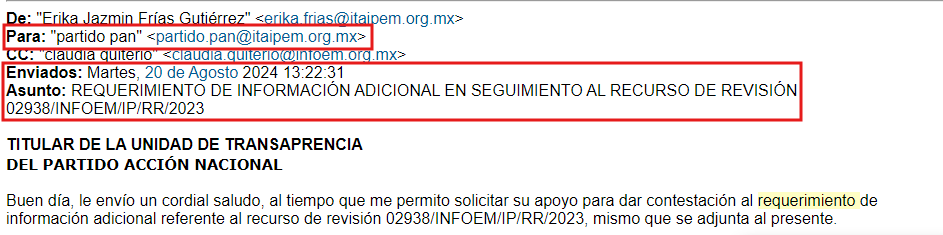 De: "Erika Jazmin Frías Gutiérrez" <erika.frias@itaipem.org.mx>
Para: "partido pan" <partido.pan@itaipem.org.mx>
CC: "claudia quiterio" <claudia.quiterio@infoem.org.mx>
Enviados: Martes, 20 de Agosto 2024 13:22:31
Asunto: REQUERIMIENTO DE INFORMACIÓN ADICIONAL EN SEGUIMIENTO AL RECURSO DE REVISIÓN
02938/INFOEM/IP/RR/2023
TITULAR DE LA UNIDAD DE TRANSAPRENCIA
DEL PARTIDO ACCIÓN NACIONAL
Buen día, le envío un cordial saludo, al tiempo que me permito solicitar su apoyo para dar contestación al requerimiento de
información adicional referente al recurso de revisión 02938/INFOEM/IP/RR/2023, mismo que se adjunta al presente.